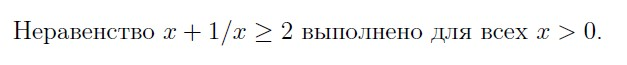 Неравенство x + 1/x ≥ 2 выполнено для всех x > 0.